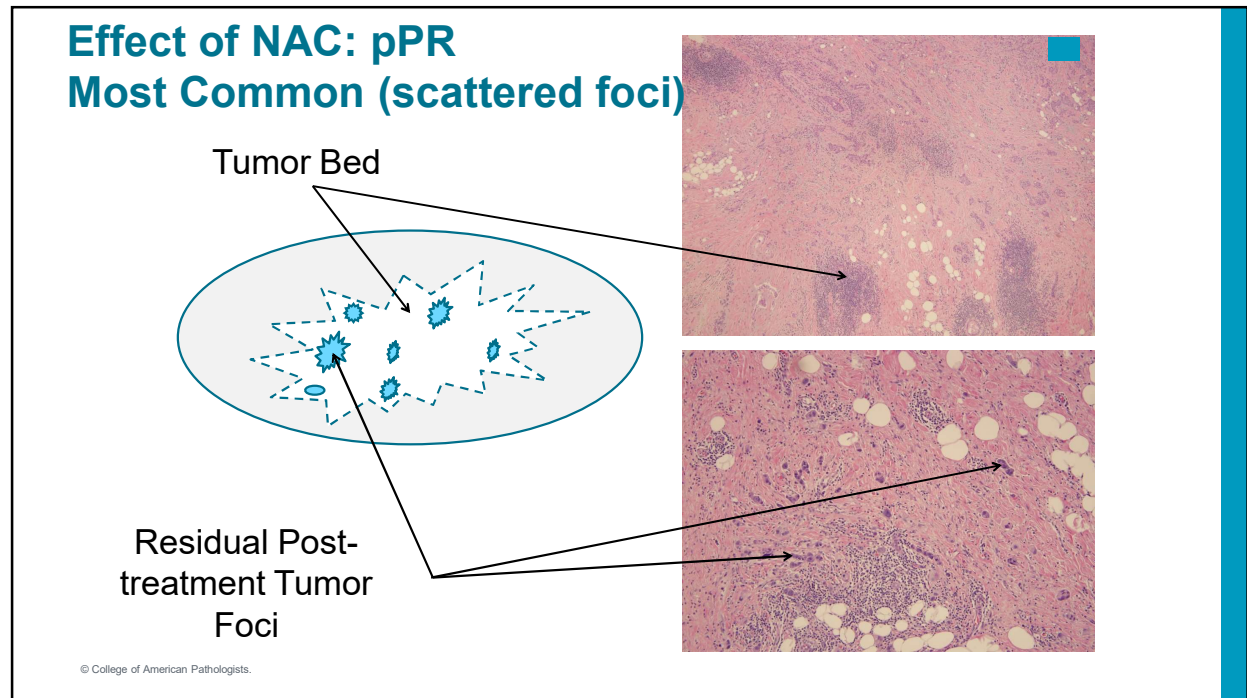 Effect of NAC: pPR
Most Common (scattered foci)
Tumor Bed
Residual Post-
treatment Tumor
Foci
© College of American Pathologists.